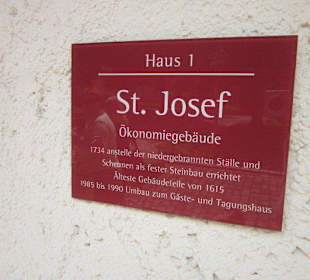 Haus 1
St. Josef
Ökonomiegebäude
1734 anstelle der niedergebrannten Ställe und
Scheunen als fester Steinbau errichtet
Älteste Gebäudeteile von 1615
1985 bis 1990 Umbau zum Gäste- und Tagungshaus